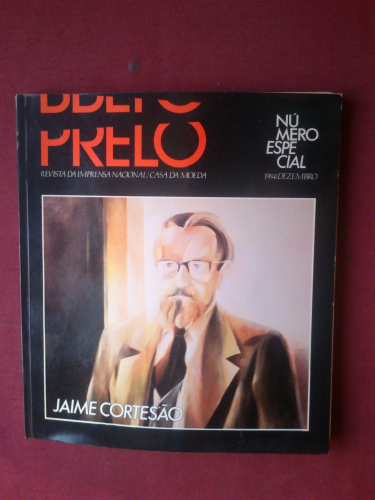 PRELO
REVISTA DA IMPRENSA NACIONAL/CASA DA MOEDA
NÚ
MERO
ESPE
CIAL
1984/DEZEMBRO
JAIME CORTESÃO